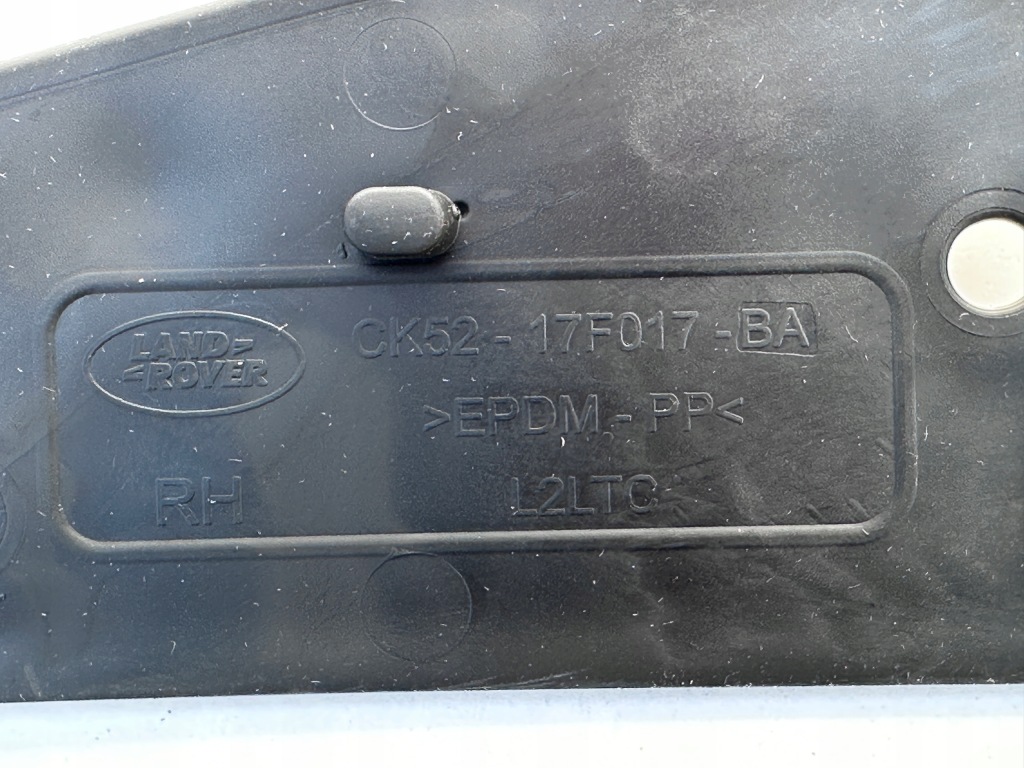 LAND>
<ROVER
CK52-17F017-BA
>EPDM-PP<
RH
L2LTC